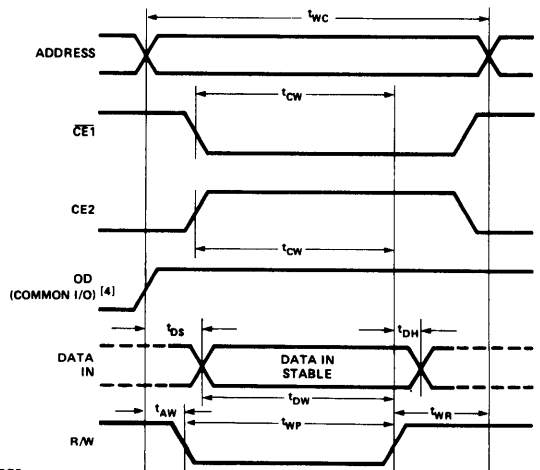 tWC
ADDRESS
tCW
CE1
CE2
tCW
OD
(COMMON I/O) [4]
tDS
tDH
DATA
IN
DATA IN
STABLE
tDW
tAW
tWP
tWR
R/W